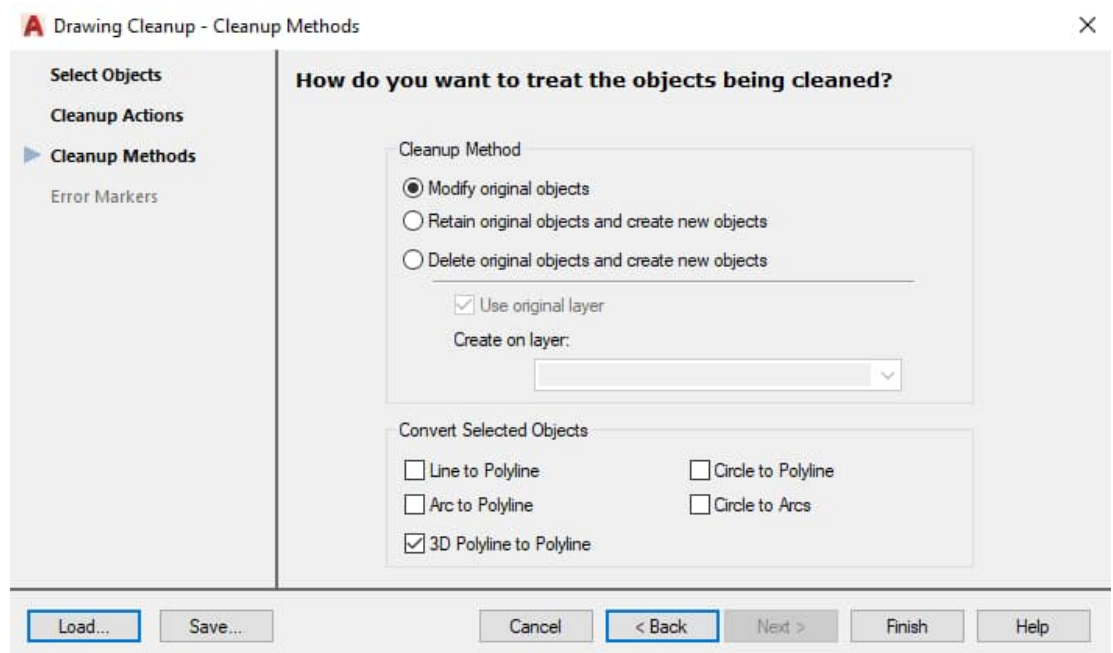 Drawing Cleanup - Cleanup Methods
Select Objects
Cleanup Actions
Cleanup Methods
Error Markers
How do you want to treat the objects being cleaned?
Cleanup Method
Modify original objects
Retain original objects and create new objects
Delete original objects and create new objects
Use original layer
Create on layer:
Convert Selected Objects
Line to Polyline
Circle to Polyline
Arc to Polyline
Circle to Arcs
3D Polyline to Polyline
Load... Save... Cancel < Back Next > Finish Help